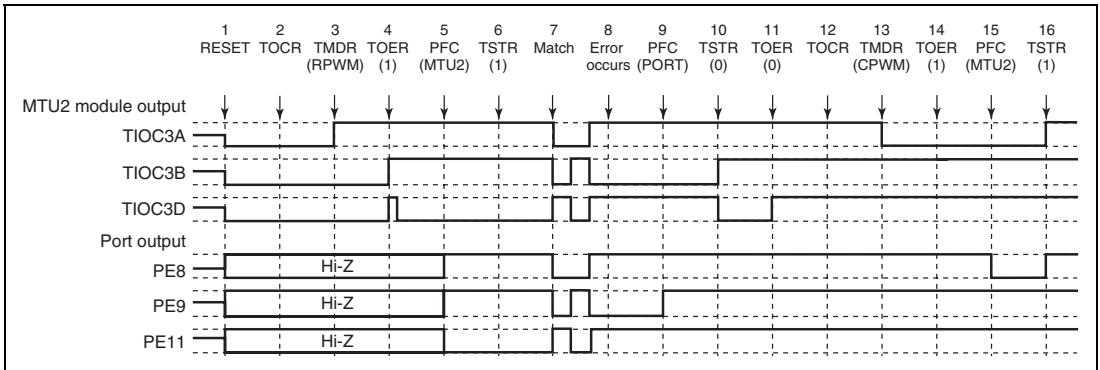 1 2 3 4 5 6 7 8 9 10 11 12 13 14 15 16
RESET TOCR TMDR TOER PFC TSTR Match Error PFC TSTR TOER TOCR TMDR TOER PFC TSTR
(RPWM) (1) (MTU2) (1) occurs (PORT) (0) (0) (CPWM) (1) (MTU2) (1)
MTU2 module output
TIOC3A
TIOC3B
TIOC3D
Port output
PE8 Hi-Z
PE9 Hi-Z
PE11 Hi-Z